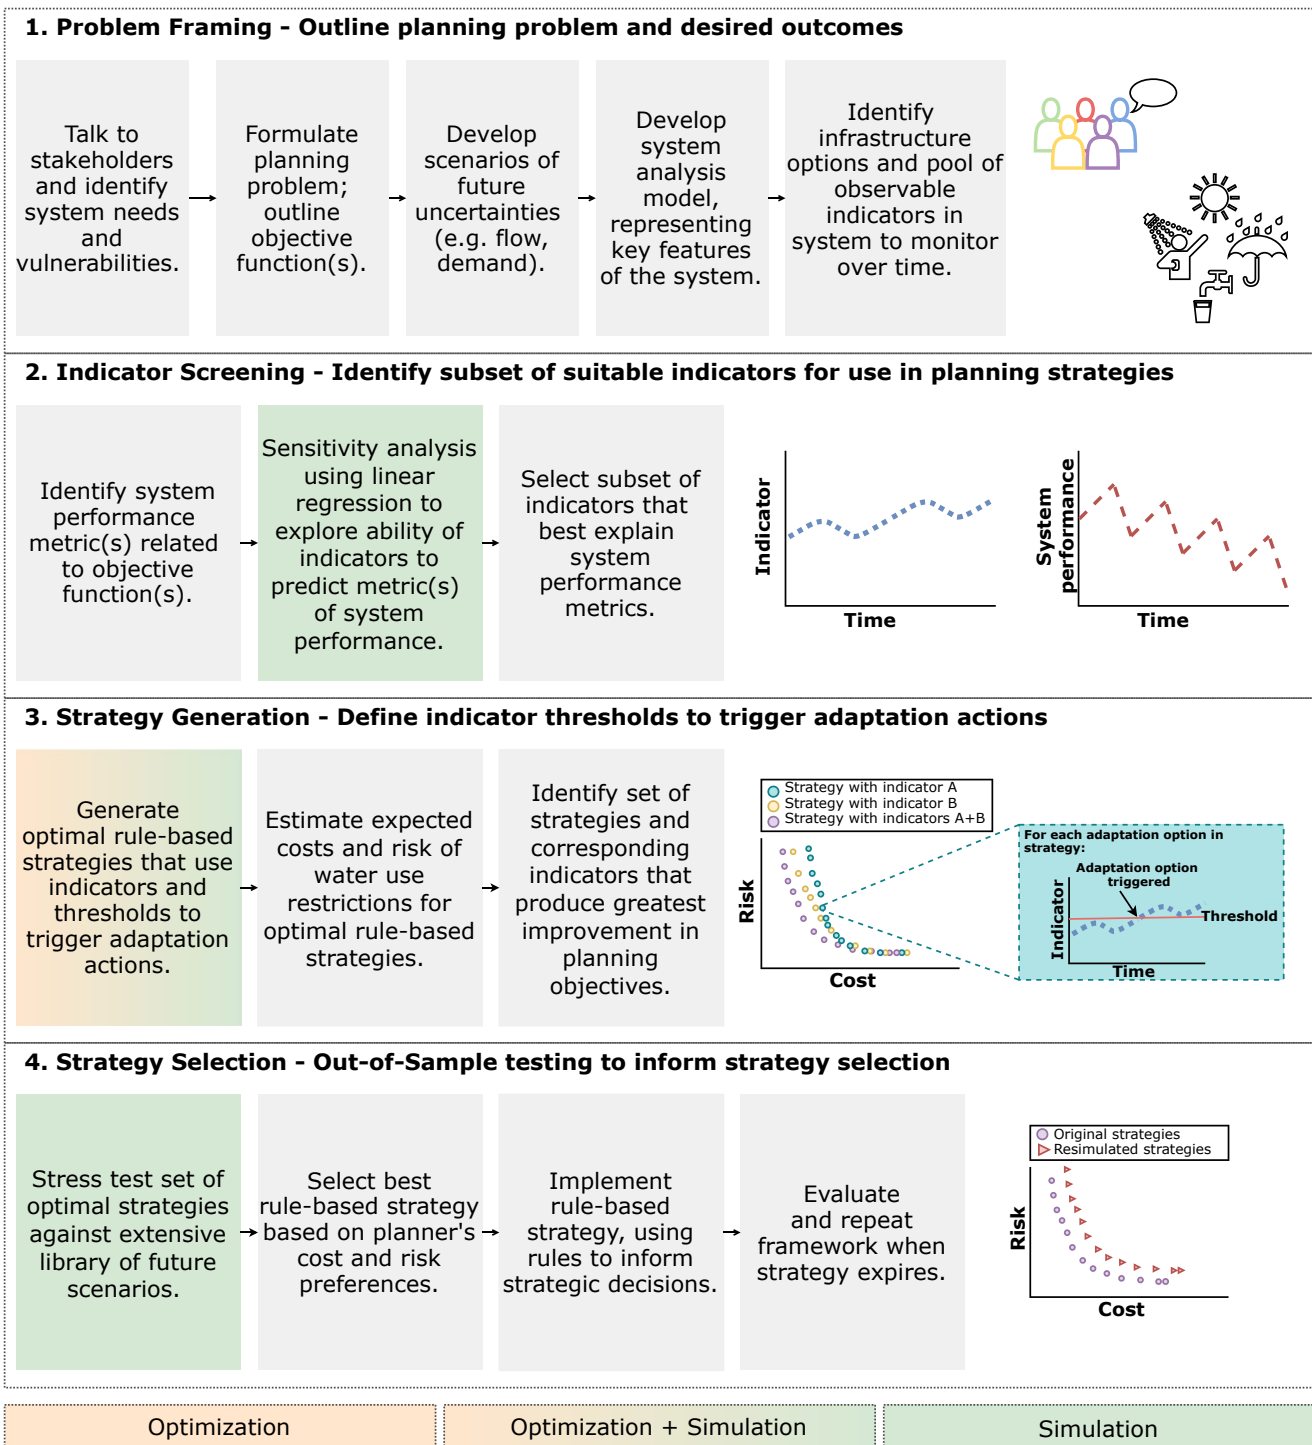 1. Problem Framing - Outline planning problem and desired outcomes
Talk to
stakeholders
and identify
system needs
and
vulnerabilities.
Formulate
planning
problem;
outline
objective
function(s).
Develop
scenarios of
future
uncertainties
(e.g. flow,
demand).
Develop
system
analysis
model,
representing
key features
of the system.
Identify
infrastructure
options and pool of
observable
indicators in
system to monitor
over time.
2. Indicator Screening - Identify subset of suitable indicators for use in planning strategies
Identify system
performance
metric(s) related
to objective
function(s).
Sensitivity analysis
using linear
regression to
explore ability of
indicators to
predict metric(s)
of system
performance.
Select subset of
indicators that
best explain
system
performance
metrics.
Indicator
Time
System
performance
Time
3. Strategy Generation - Define indicator thresholds to trigger adaptation actions
Generate
optimal rule-based
strategies that use
indicators and
thresholds to
trigger adaptation
actions.
Estimate expected
costs and risk of
water use
restrictions for
optimal rule-based
strategies.
Identify set of
strategies and
corresponding
indicators that
produce greatest
improvement in
planning
objectives.
Strategy with indicator A
Strategy with indicator B
Strategy with indicators A+B
Risk
Cost
For each adaptation option in
strategy:
Adaptation option
triggered
Indicator
Threshold
Time
4. Strategy Selection - Out-of-Sample testing to inform strategy selection
Stress test set of
optimal strategies
against extensive
library of future
scenarios.
Select best
rule-based strategy
based on planner's
cost and risk
preferences.
Implement
rule-based
strategy, using
rules to inform
strategic decisions.
Evaluate
and repeat
framework when
strategy expires.
Original strategies
Resimulated strategies
Risk
Cost
Optimization
Optimization + Simulation
Simulation